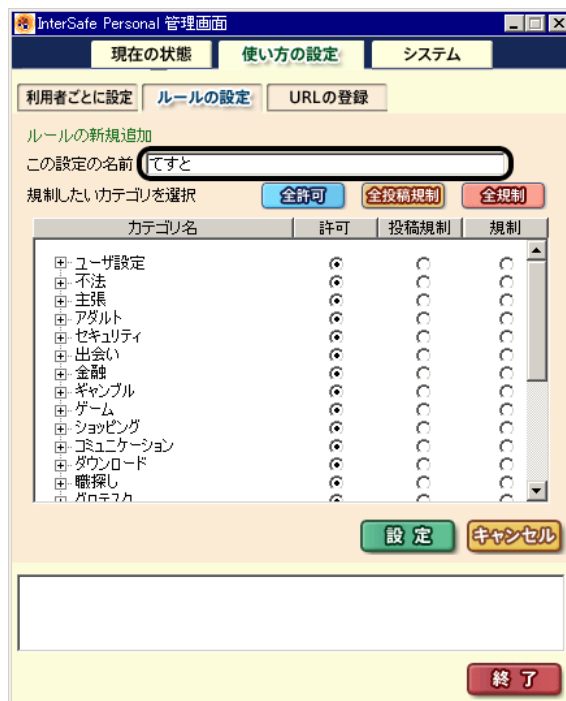 InterSafe Personal 管理画面
現在の状態 使い方の設定 システム
利用者ごとに設定 ルールの設定 URLの登録
ルールの新規追加
この設定の名前 てすと
規制したいカテゴリを選択 全許可 全投稿規制 全規制
カテゴリ名 許可 投稿規制 規制
ユーザ設定
不法
主張
アダルト
セキュリティ
出会い
金融
ギャンブル
ゲーム
ショッピング
コミュニケーション
ダウンロード
職探し
グロテスク
設定 キャンセル
終了